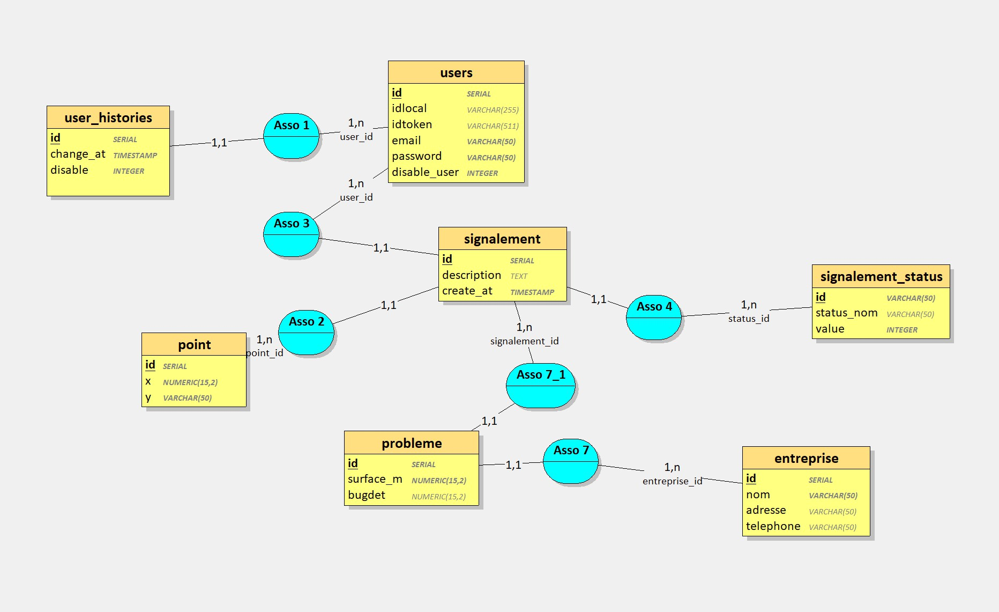 users
id SERIAL
idlocal VARCHAR(255)
idtoken VARCHAR(511)
email VARCHAR(50)
password VARCHAR(50)
disable_user INTEGER
user_histories
id SERIAL
change_at TIMESTAMP
disable INTEGER
1,1
Asso 1
1,n
user_id
1,n
user_id
Asso 3
1,1
signalement
id SERIAL
description TEXT
create_at TIMESTAMP
1,1
Asso 2
1,n
point_id
point
id SERIAL
x NUMERIC(15,2)
y VARCHAR(50)
1,1
Asso 4
1,n
status_id
signalement_status
id VARCHAR(50)
status_nom VARCHAR(50)
value INTEGER
1,n
signalement_id
Asso 7_1
1,1
probleme
id SERIAL
surface_m NUMERIC(15,2)
bugdet NUMERIC(15,2)
1,1
Asso 7
1,n
entreprise_id
entreprise
id SERIAL
nom VARCHAR(50)
adresse VARCHAR(50)
telephone VARCHAR(50)